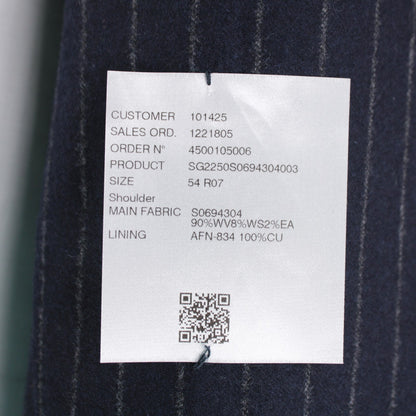 CUSTOMER 101425
SALES ORD. 1221805
ORDER N° 4500105006
PRODUCT SG2250S0694304003
SIZE 54 R07
Shoulder
MAIN FABRIC S0694304
90%WV8%WS2%EA
LINING AFN-834 100%CU